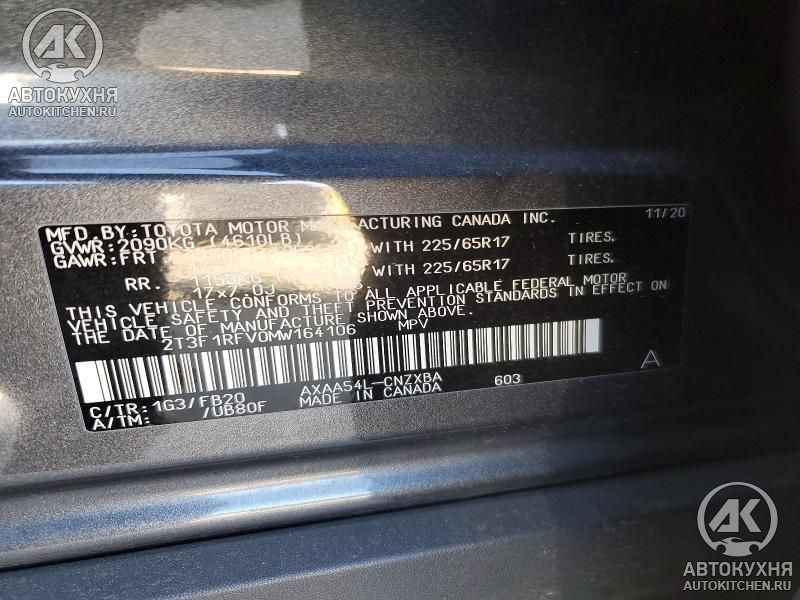 АК
АВТОКУХНЯ
AUTOKITCHEN.RU
MFD. BY: TOYOTA MOTOR MANUFACTURING CANADA INC. 11/20
GVWR: 2090KG (4610LB)
GAWR: FRT WITH 225/65R17 TIRES,
RR. 1150KG WITH 225/65R17 TIRES,
17X7.0J
THIS VEHICLE CONFORMS TO ALL APPLICABLE FEDERAL MOTOR
VEHICLE SAFETY AND THEFT PREVENTION STANDARDS IN EFFECT ON
THE DATE OF MANUFACTURE SHOWN ABOVE.
2T3F1RFV0MW164106 MPV
A
C/TR: 1G3/FB20 AXAA54L-CNZXBA 603
A/TM: /UB80F MADE IN CANADA
АК
АВТОКУХНЯ
AUTOKITCHEN.RU